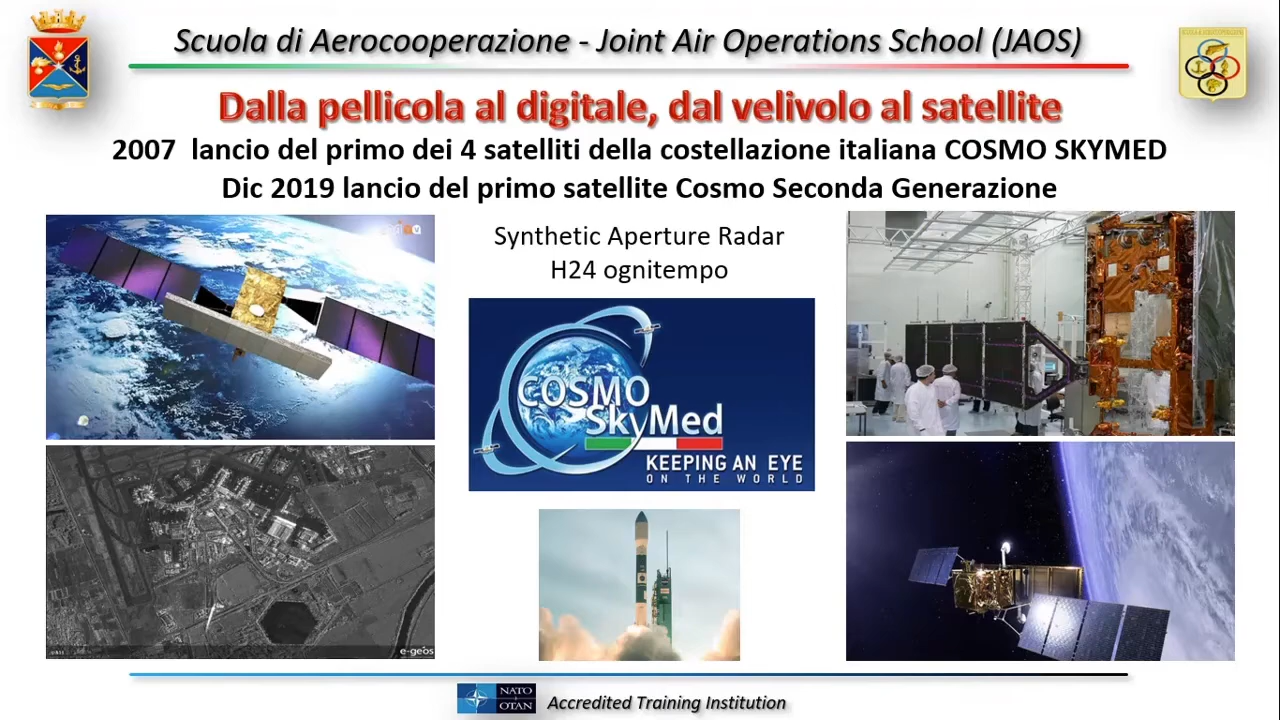 Scuola di Aerocooperazione - Joint Air Operations School (JAOS)
Dalla pellicola al digitale, dal velivolo al satellite
2007 lancio del primo dei 4 satelliti della costellazione italiana COSMO SKYMED
Dic 2019 lancio del primo satellite Cosmo Seconda Generazione
Synthetic Aperture Radar
H24 ognitempo
COSMO
SkyMed
KEEPING AN EYE
ON THE WORLD
e-geos
NATO
OTAN
Accredited Training Institution